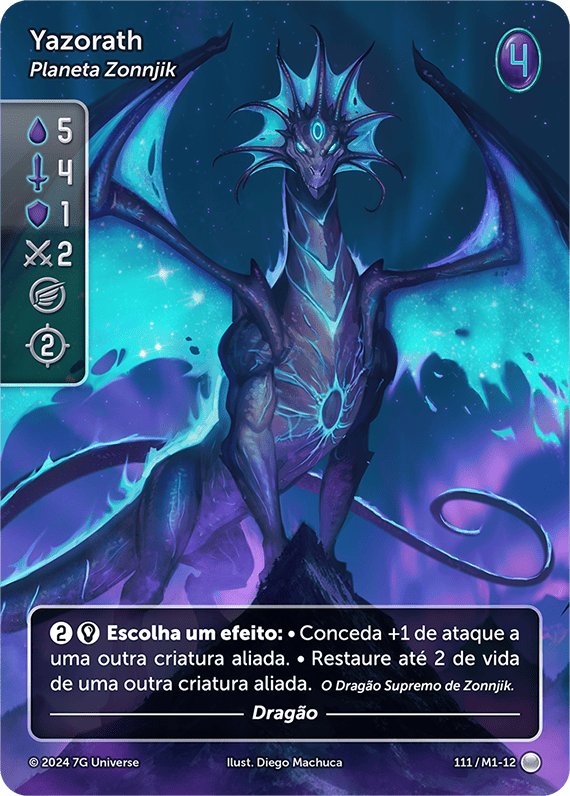 Yazorath
Planeta Zonnjik
4
5
4
1
2
2
2 Escolha um efeito: • Conceda +1 de ataque a
uma outra criatura aliada. • Restaure até 2 de vida
de uma outra criatura aliada. O Dragão Supremo de Zonnjik.
Dragão
© 2024 7G Universe
Ilust. Diego Machuca
111 / M1-12